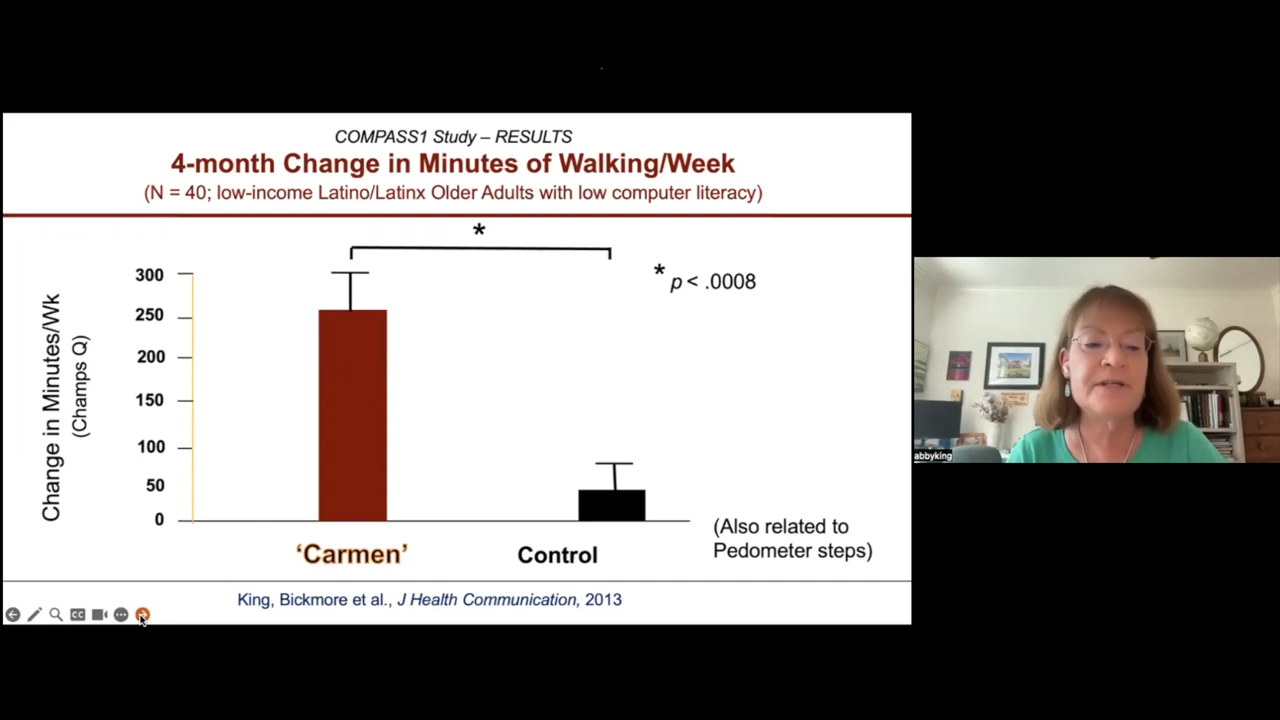 COMPASS1 Study – RESULTS
4-month Change in Minutes of Walking/Week
(N = 40; low-income Latino/Latinx Older Adults with low computer literacy)
*
* p < .0008
Change in Minutes/Wk
(Champs Q)
300
250
200
150
100
50
0
'Carmen'
Control
(Also related to
Pedometer steps)
King, Bickmore et al., J Health Communication, 2013
CC
abbyking